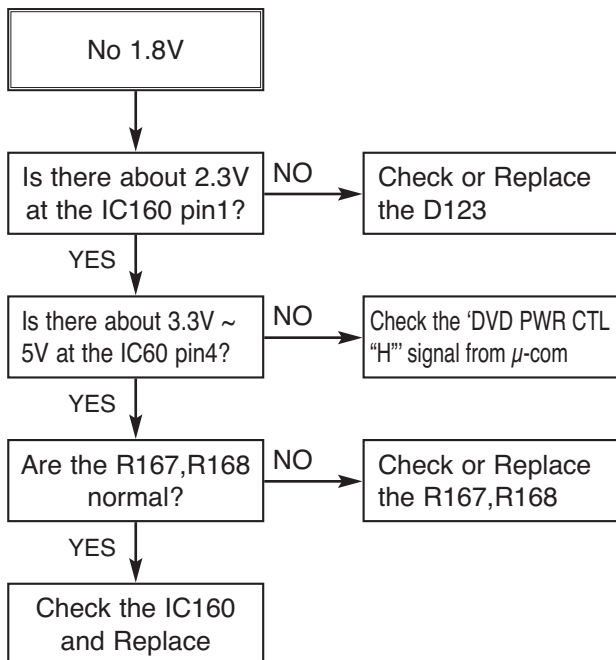 No 1.8V
Is there about 2.3V
at the IC160 pin1?
NO
Check or Replace
the D123
YES
Is there about 3.3V ~
5V at the IC60 pin4?
NO
Check the ‘DVD PWR CTL
“H”’ signal from µ-com
YES
Are the R167,R168
normal?
NO
Check or Replace
the R167,R168
YES
Check the IC160
and Replace